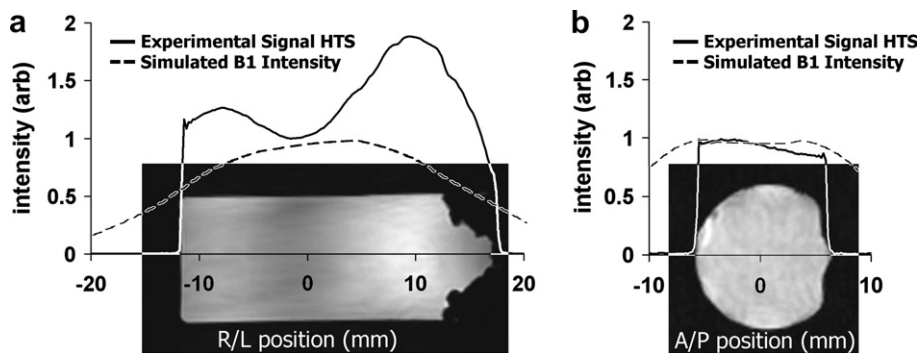 a
Experimental Signal HTS
Simulated B1 Intensity
intensity (arb)
2
1.5
1
0.5
0
-20
-10
0
10
20
R/L position (mm)
b
Experimental Signal HTS
Simulated B1 Intensity
intensity (arb)
2
1.5
1
0.5
0
-10
0
10
A/P position (mm)